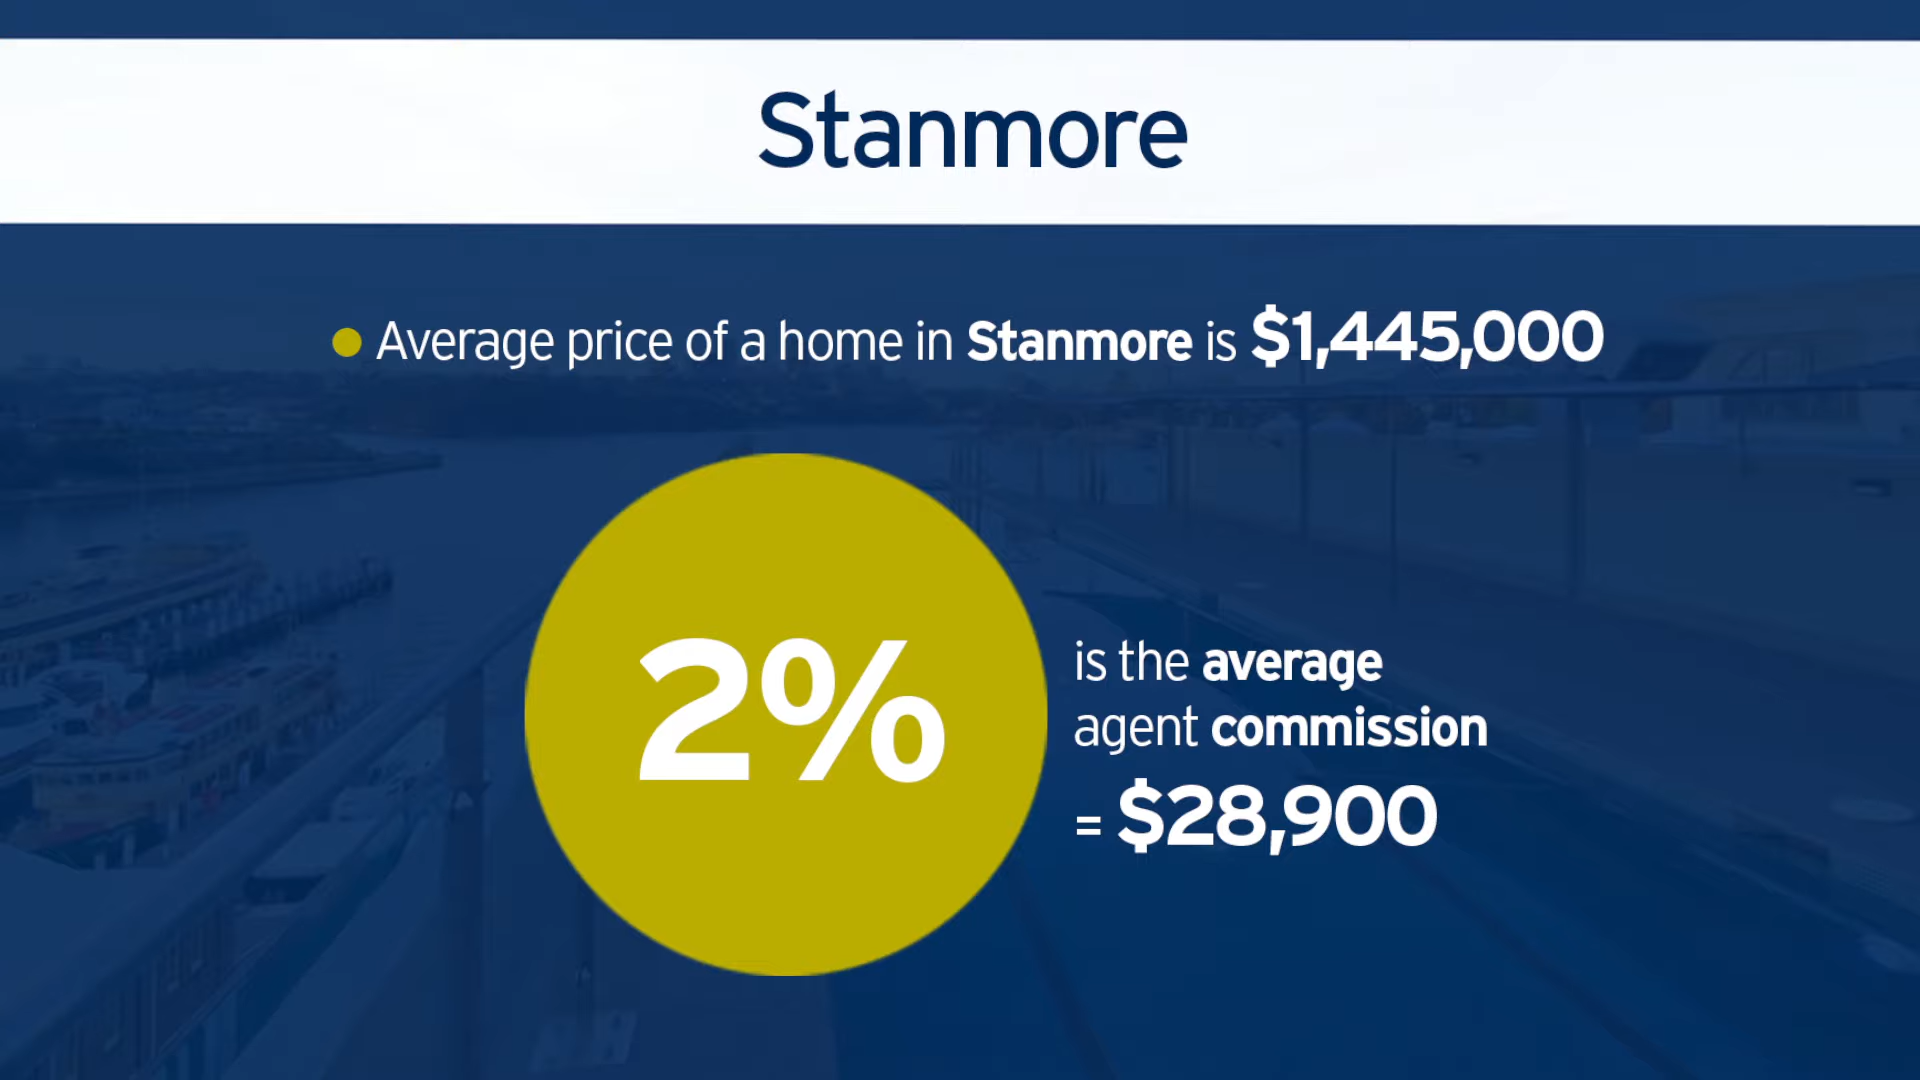 Stanmore
Average price of a home in Stanmore is $1,445,000
2%
is the average
agent commission
= $28,900